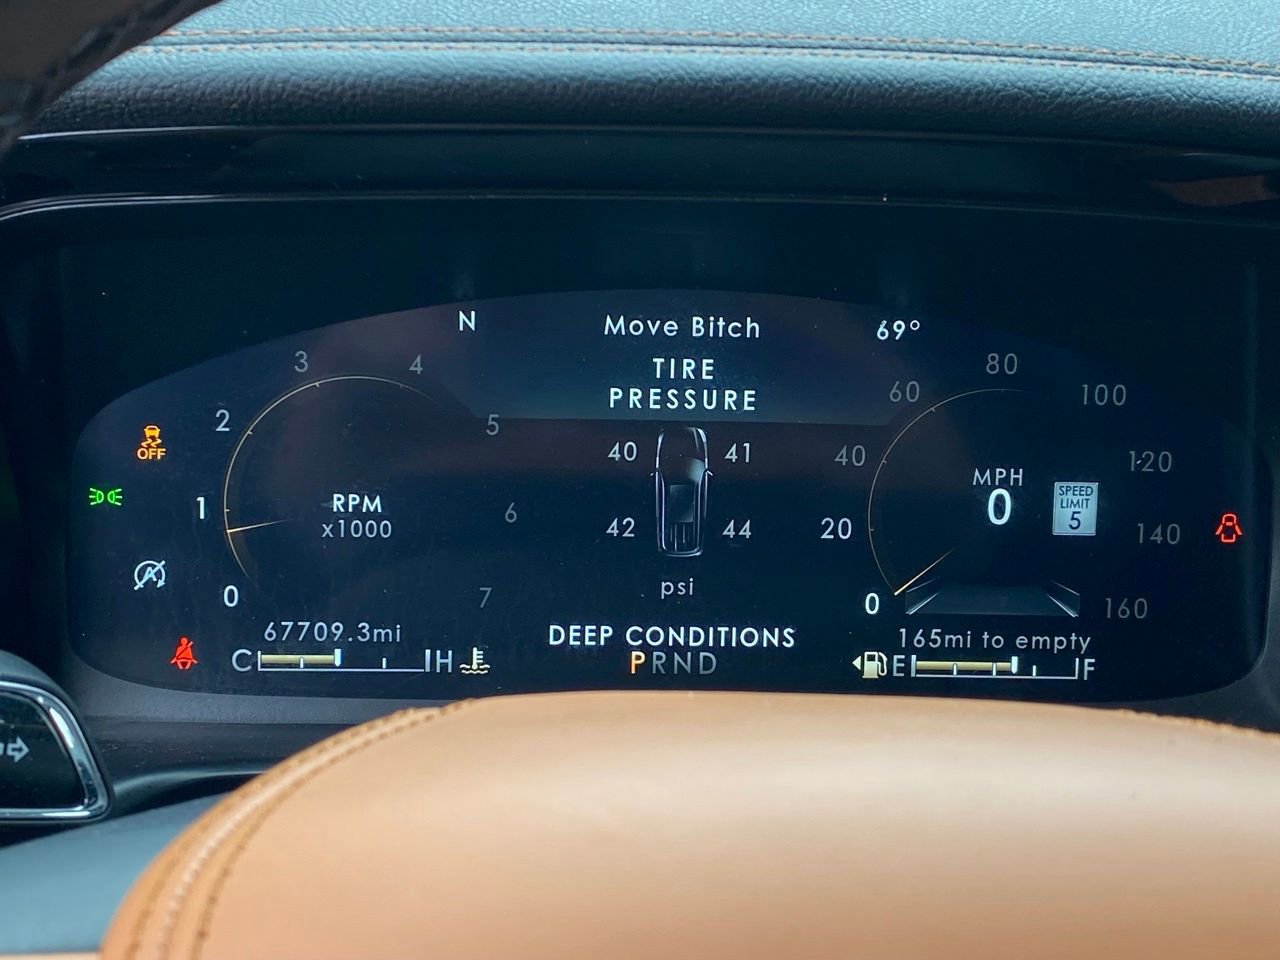 N
Move Bitch
69°
TIRE
PRESSURE
40
41
42
44
psi
0
1
2
3
4
5
6
7
RPM
x1000
0
20
40
60
80
100
120
140
160
MPH
0
SPEED
LIMIT
5
OFF
A
67709.3mi
C
H
DEEP CONDITIONS
PRND
165mi to empty
E
F